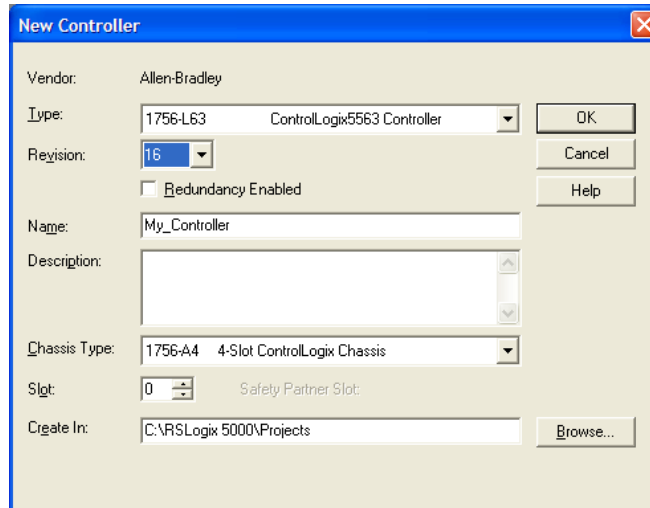 New Controller
Vendor: Allen-Bradley
Type: 1756-L63 ControlLogix5563 Controller OK
Revision: 16 Cancel
Redundancy Enabled Help
Name: My_Controller
Description:
Chassis Type: 1756-A4 4-Slot ControlLogix Chassis
Slot: 0 Safety Partner Slot:
Create In: C:\RSLogix 5000\Projects Browse...